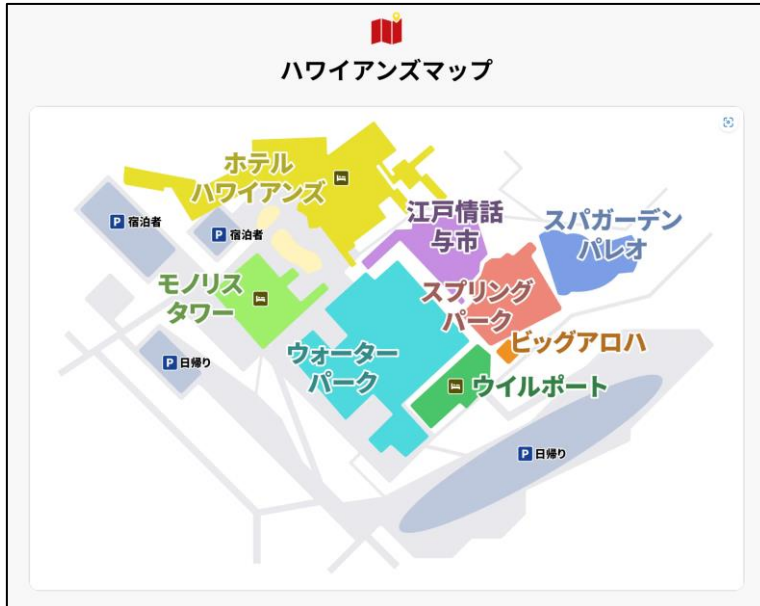 ハワイアンズマップ
ホテル
ハワイアンズ
P 宿泊者
P 宿泊者
江戸情話
与市
スパガーデン
パレオ
モノリス
タワー
スプリング
パーク
ビッグアロハ
ウォーター
パーク
P 日帰り
ウイルポート
P 日帰り